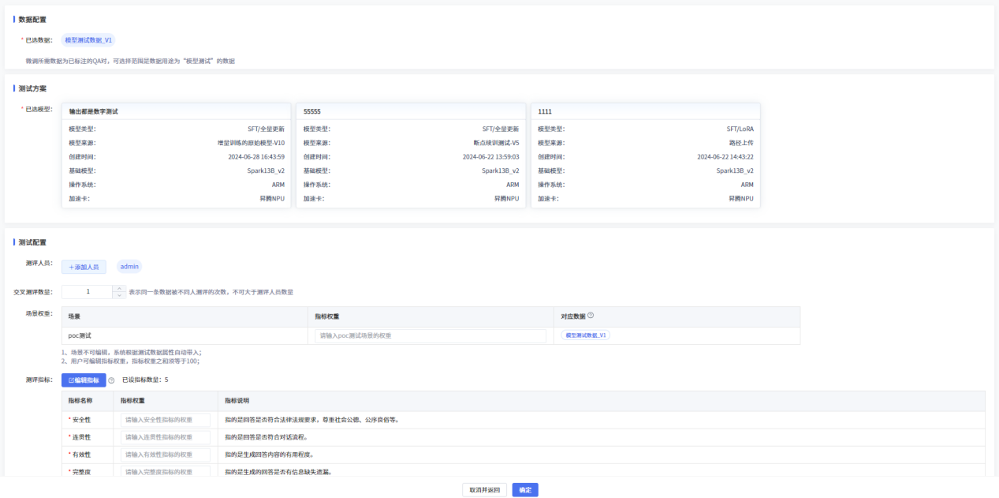 数据配置
* 已选数据： 模型测试数据_V1
微调所需数据为已标注的QA对，可选择范围是数据用途为“模型测试”的数据
测试方案
* 已选模型： 输出都是数字测试 55555 1111
模型类型： SFT/全量更新 模型类型： SFT/全量更新 模型类型： SFT/LoRA
模型来源： 增量训练的原始模型-V10 模型来源： 断点续训测试-V5 模型来源： 路径上传
创建时间： 2024-06-28 16:43:59 创建时间： 2024-06-22 13:59:03 创建时间： 2024-06-22 14:43:22
基础模型： Spark13B_v2 基础模型： Spark13B_v2 基础模型： Spark13B_v2
操作系统： ARM 操作系统： ARM 操作系统： ARM
加速卡： 昇腾NPU 加速卡： 昇腾NPU 加速卡： 昇腾NPU
测试配置
测评人员： +添加人员 admin
交叉测评数量： 1 表示同一条数据被不同人测评的次数，不可大于测评人员数量
场景权重： 场景 指标权重 对应数据
poc测试 请输入poc测试场景的权重 模型测试数据_V1
1、场景不可编辑，系统根据测试数据属性自动带入；
2、用户可编辑指标权重，指标权重之和须等于100；
测评指标： 编辑指标 已设指标数量：5
指标名称 指标权重 指标说明
* 安全性 请输入安全性指标的权重 指的是回答是否符合法律法规要求，尊重社会公德、公序良俗等。
* 连贯性 请输入连贯性指标的权重 指的是回答是否符合对话流程。
* 有效性 请输入有效性指标的权重 指的是生成回答内容的有用程度。
* 完整度 请输入完整度指标的权重 指的是生成的回答是否有信息缺失遗漏。
取消并返回 确定